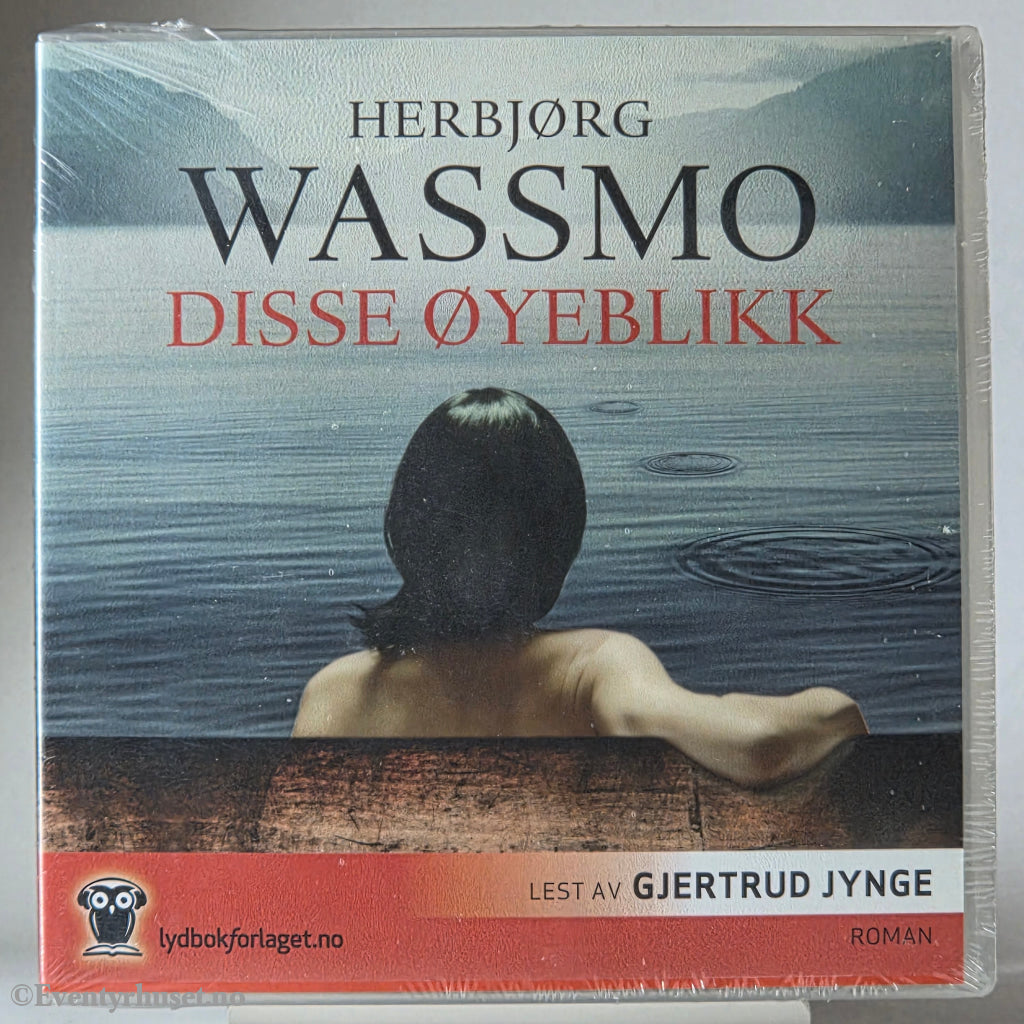 HERBJØRG
WASSMO
DISSE ØYEBLIKK
LEST AV GJERTRUD JYNGE
lydbokforlaget.no
ROMAN
©Eventyrhuset.no